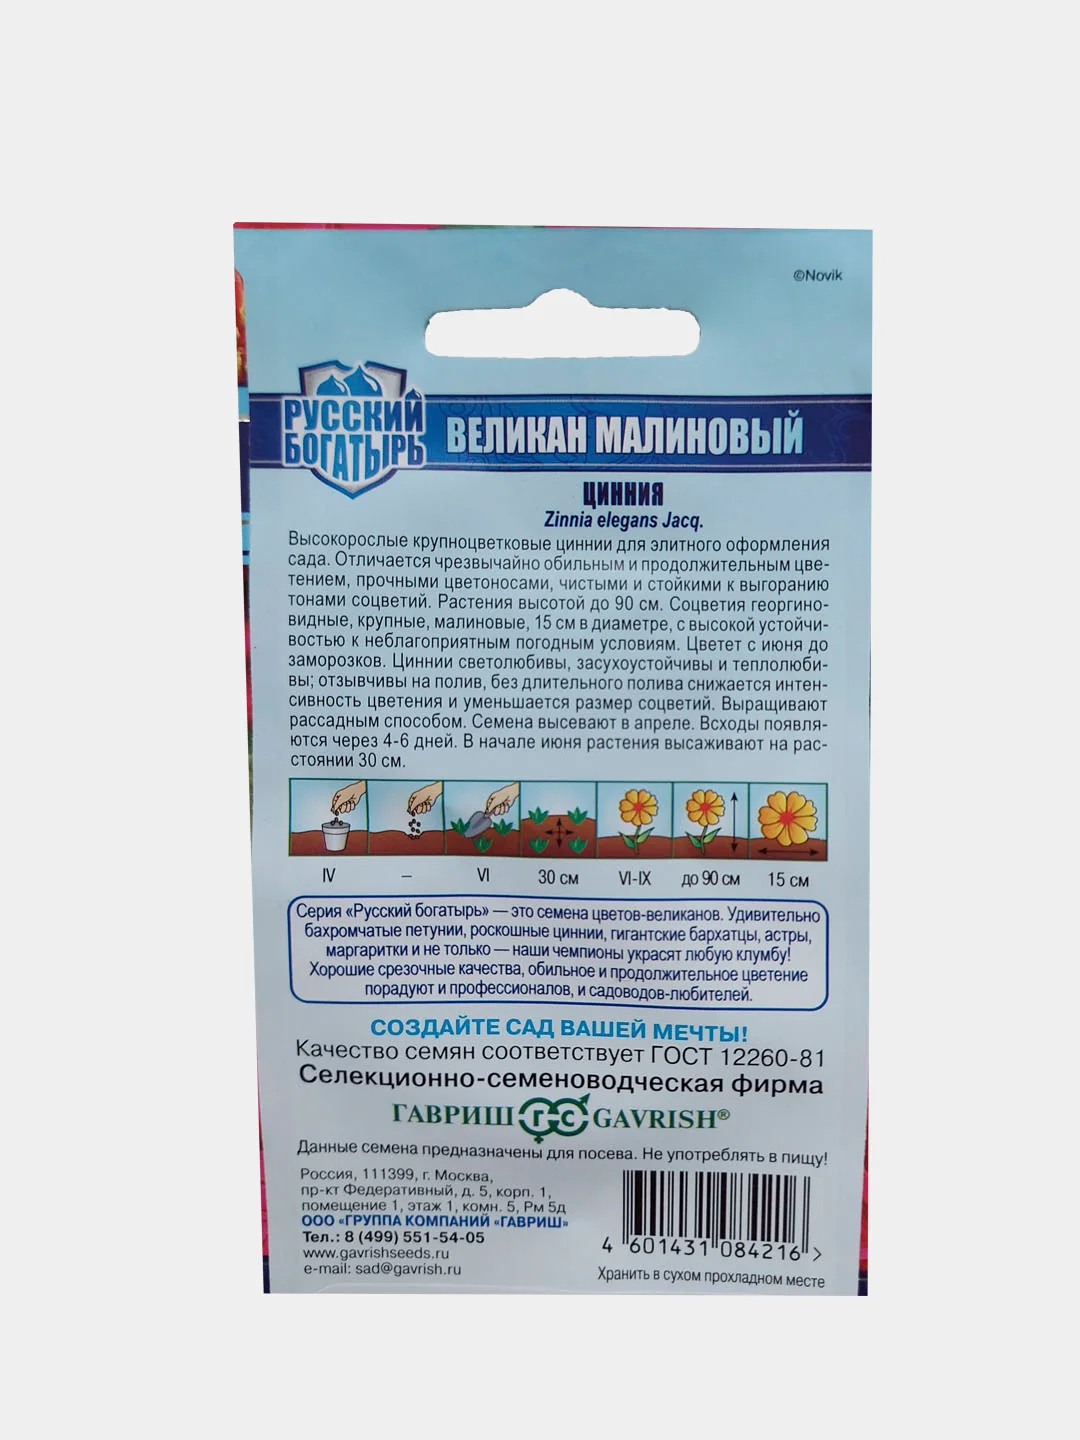 ©Novik
РУССКИЙ
БОГАТЫРЬ
ВЕЛИКАН МАЛИНОВЫЙ
ЦИННИЯ
Zinnia elegans Jacq.
Высокорослые крупноцветковые циннии для элитного оформления
сада. Отличается чрезвычайно обильным и продолжительным цве-
тением, прочными цветоносами, чистыми и стойкими к выгоранию
тонами соцветий. Растения высотой до 90 см. Соцветия георгино-
видные, крупные, малиновые, 15 см в диаметре, с высокой устойчи-
востью к неблагоприятным погодным условиям. Цветет с июня до
заморозков. Циннии светолюбивы, засухоустойчивы и теплолюби-
вы; отзывчивы на полив, без длительного полива снижается интен-
сивность цветения и уменьшается размер соцветий. Выращивают
рассадным способом. Семена высевают в апреле. Всходы появля-
ются через 4-6 дней. В начале июня растения высаживают на рас-
стоянии 30 см.
IV – VI 30 см VI-IX до 90 см 15 см
Серия «Русский богатырь» — это семена цветов-великанов. Удивительно
бахромчатые петунии, роскошные циннии, гигантские бархатцы, астры,
маргаритки и не только — наши чемпионы украсят любую клумбу!
Хорошие срезочные качества, обильное и продолжительное цветение
порадуют и профессионалов, и садоводов-любителей.
СОЗДАЙТЕ САД ВАШЕЙ МЕЧТЫ!
Качество семян соответствует ГОСТ 12260-81
Селекционно-семеноводческая фирма
ГАВРИШ ГС GAVRISH®
Данные семена предназначены для посева. Не употреблять в пищу!
Россия, 111399, г. Москва,
пр-кт Федеративный, д. 5, корп. 1,
помещение 1, этаж 1, комн. 5, Рм 5д
ООО «ГРУППА КОМПАНИЙ «ГАВРИШ»
Тел.: 8 (499) 551-54-05
www.gavrishseeds.ru
e-mail: sad@gavrish.ru
4 601431 084216 >
Хранить в сухом прохладном месте